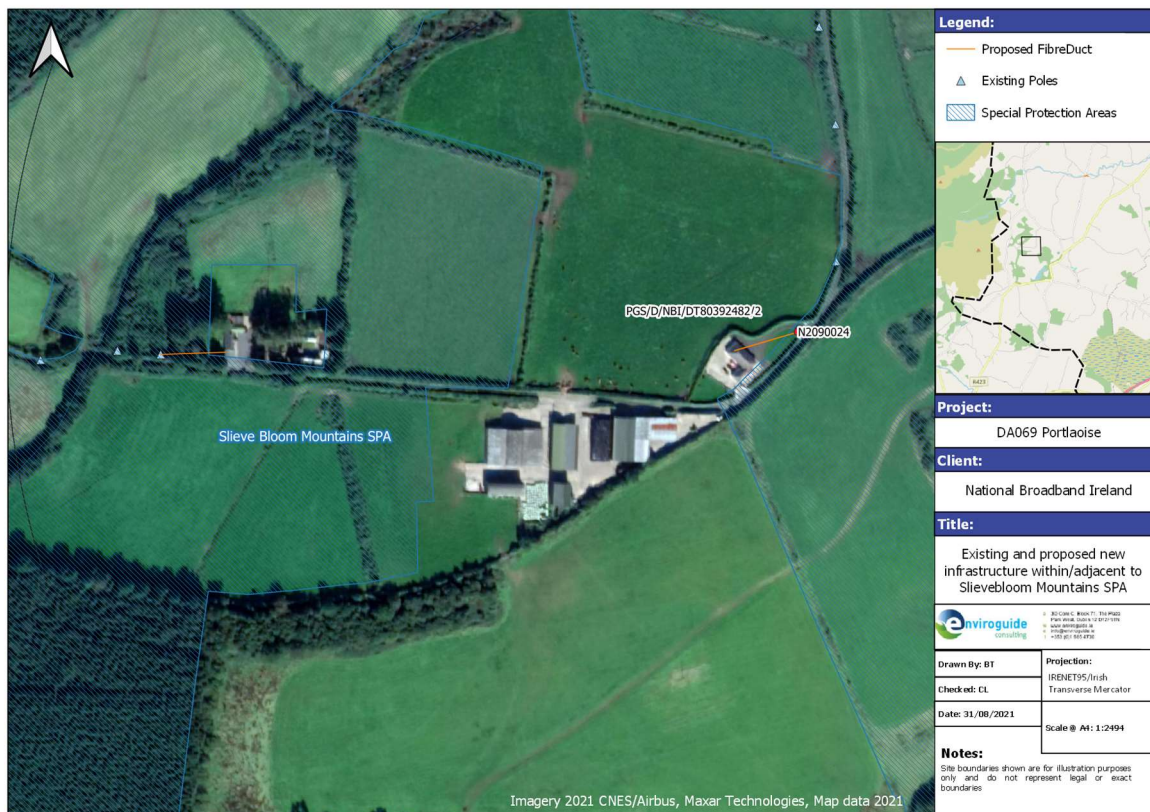 PGS/D/NBI/DT80392482/2
N2090024
Slieve Bloom Mountains SPA
Imagery 2021 CNES/Airbus, Maxar Technologies, Map data 2021
Legend:
Proposed FibreDuct
Existing Poles
Special Protection Areas
R423
Project:
DA069 Portlaoise
Client:
National Broadband Ireland
Title:
Existing and proposed new
infrastructure within/adjacent to
Slievebloom Mountains SPA
enviroguide
consulting
Drawn By: BT
Checked: CL
Date: 31/08/2021
Projection:
IRENET95/Irish
Transverse Mercator
Scale @ A4: 1:2494
Notes:
Site boundaries shown are for illustration purposes
only and do not represent legal or exact
boundaries